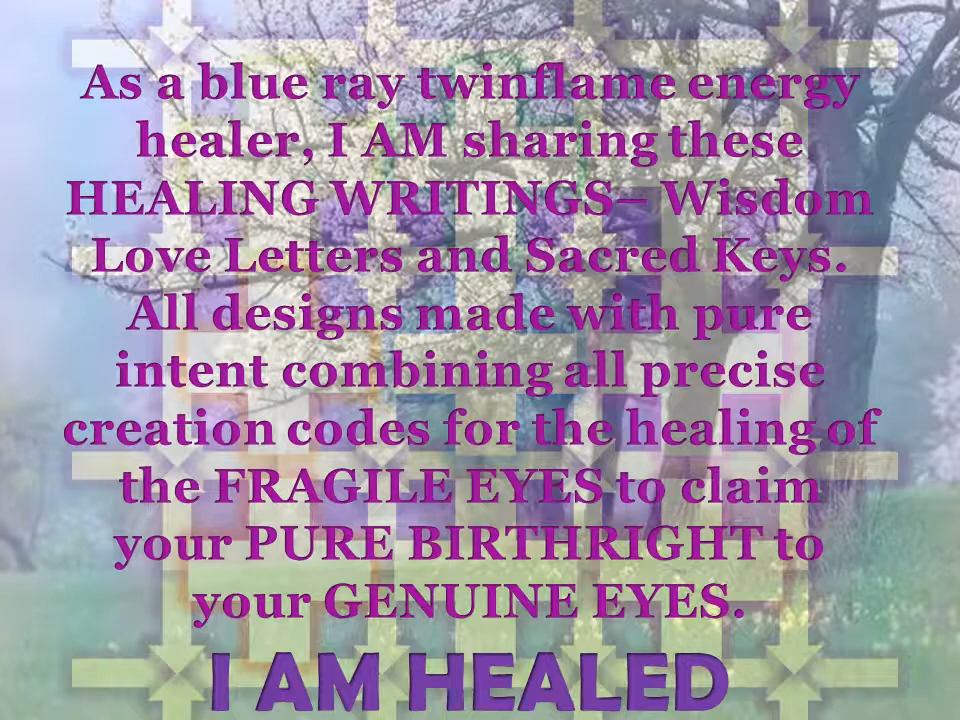 As a blue ray twinflame energy
healer, I AM sharing these
HEALING WRITINGS– Wisdom
Love Letters and Sacred Keys.
All designs made with pure
intent combining all precise
creation codes for the healing of
the FRAGILE EYES to claim
your PURE BIRTHRIGHT to
your GENUINE EYES.
I AM HEALED